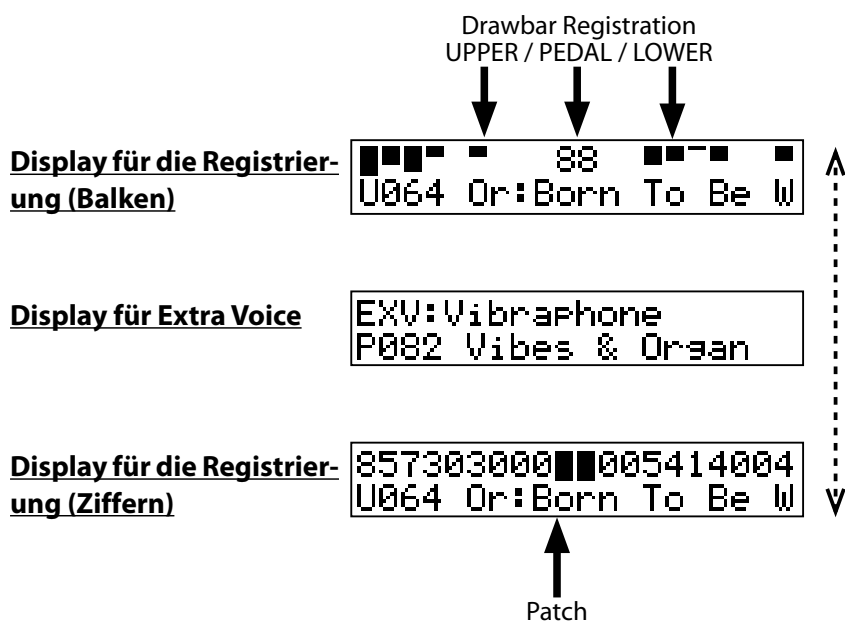 Drawbar Registration
UPPER / PEDAL / LOWER
Display für die Registrier-
ung (Balken)
88
U064 Or:Born To Be W
Display für Extra Voice
EXV:Vibraphone
P082 Vibes & Organ
Display für die Registrier-
ung (Ziffern)
857303000██005414004
U064 Or:Born To Be W
Patch